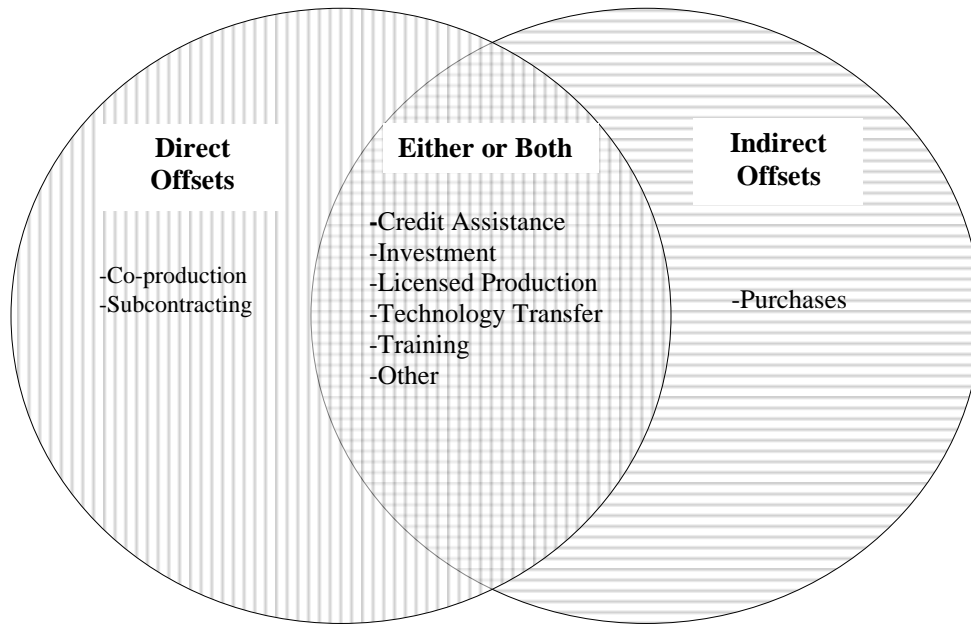 Direct
Offsets
-Co-production
-Subcontracting
Either or Both
-Credit Assistance
-Investment
-Licensed Production
-Technology Transfer
-Training
-Other
Indirect
Offsets
-Purchases